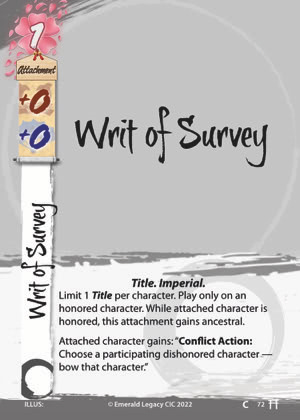 1
Attachment
+0
+0
Writ of Survey
Writ of Survey
Title. Imperial.
Limit 1 Title per character. Play only on an
honored character. While attached character is
honored, this attachment gains ancestral.
Attached character gains: “Conflict Action:
Choose a participating dishonored character —
bow that character.”
ILLUS: © Emerald Legacy CIC 2022 C 72